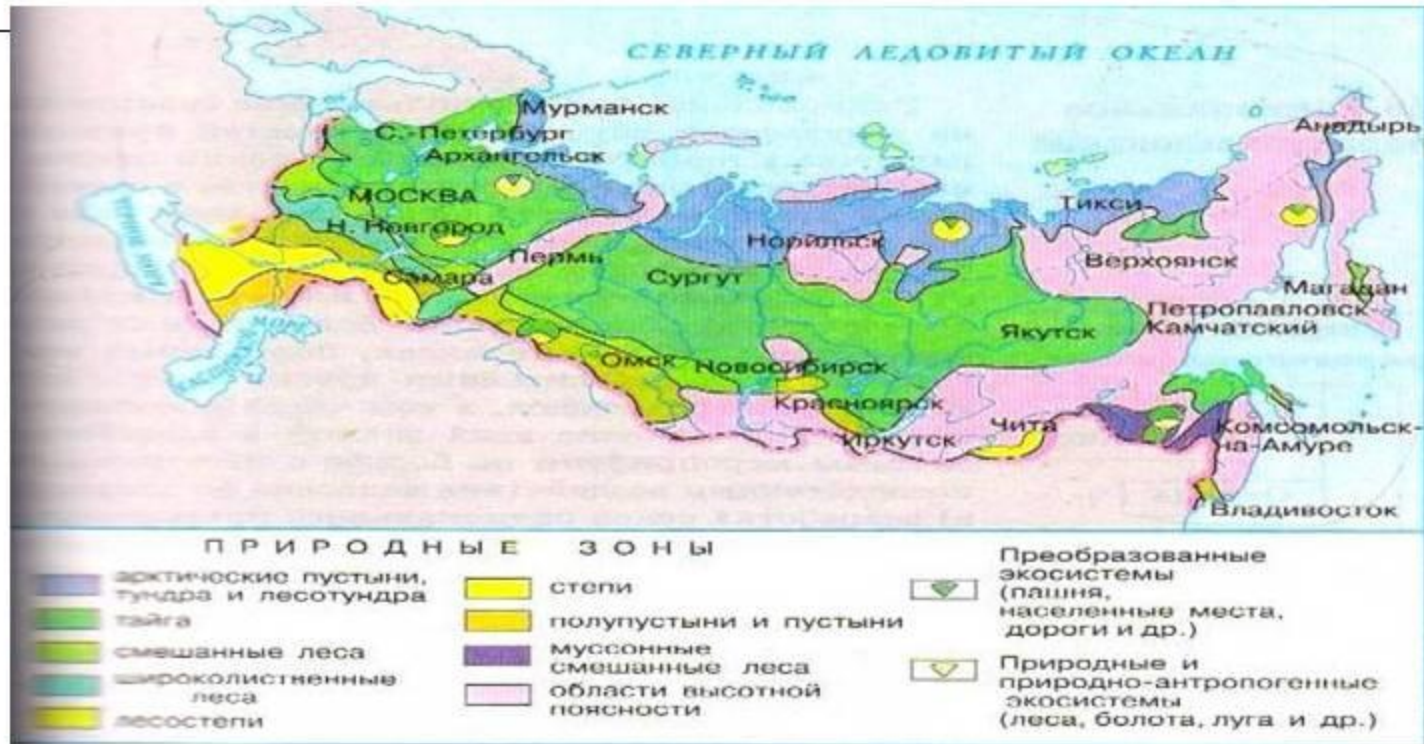 СЕВЕРНЫЙ ЛЕДОВИТЫЙ ОКЕАН
Мурманск
Анадырь
С.-Петербург
Архангельск
МОСКВА
Тикси
Н. Новгород
Норильск
Пермь
Верхоянск
Самара
Сургут
Магадан
Петропавловск-
Камчатский
Якутск
Омск
Новосибирск
Красноярск
Чита
Комсомольск-
на-Амуре
Иркутск
Владивосток
ПРИРОДНЫЕ ЗОНЫ
арктические пустыни,
тундра и лесотундра
тайга
смешанные леса
широколиственные
леса
лесостепи
степи
полупустыни и пустыни
муссонные
смешанные леса
области высотной
поясности
Преобразованные
экосистемы
(пашня,
населенные места,
дороги и др.)
Природные и
природно-антропогенные
экосистемы
(леса, болота, луга и др.)